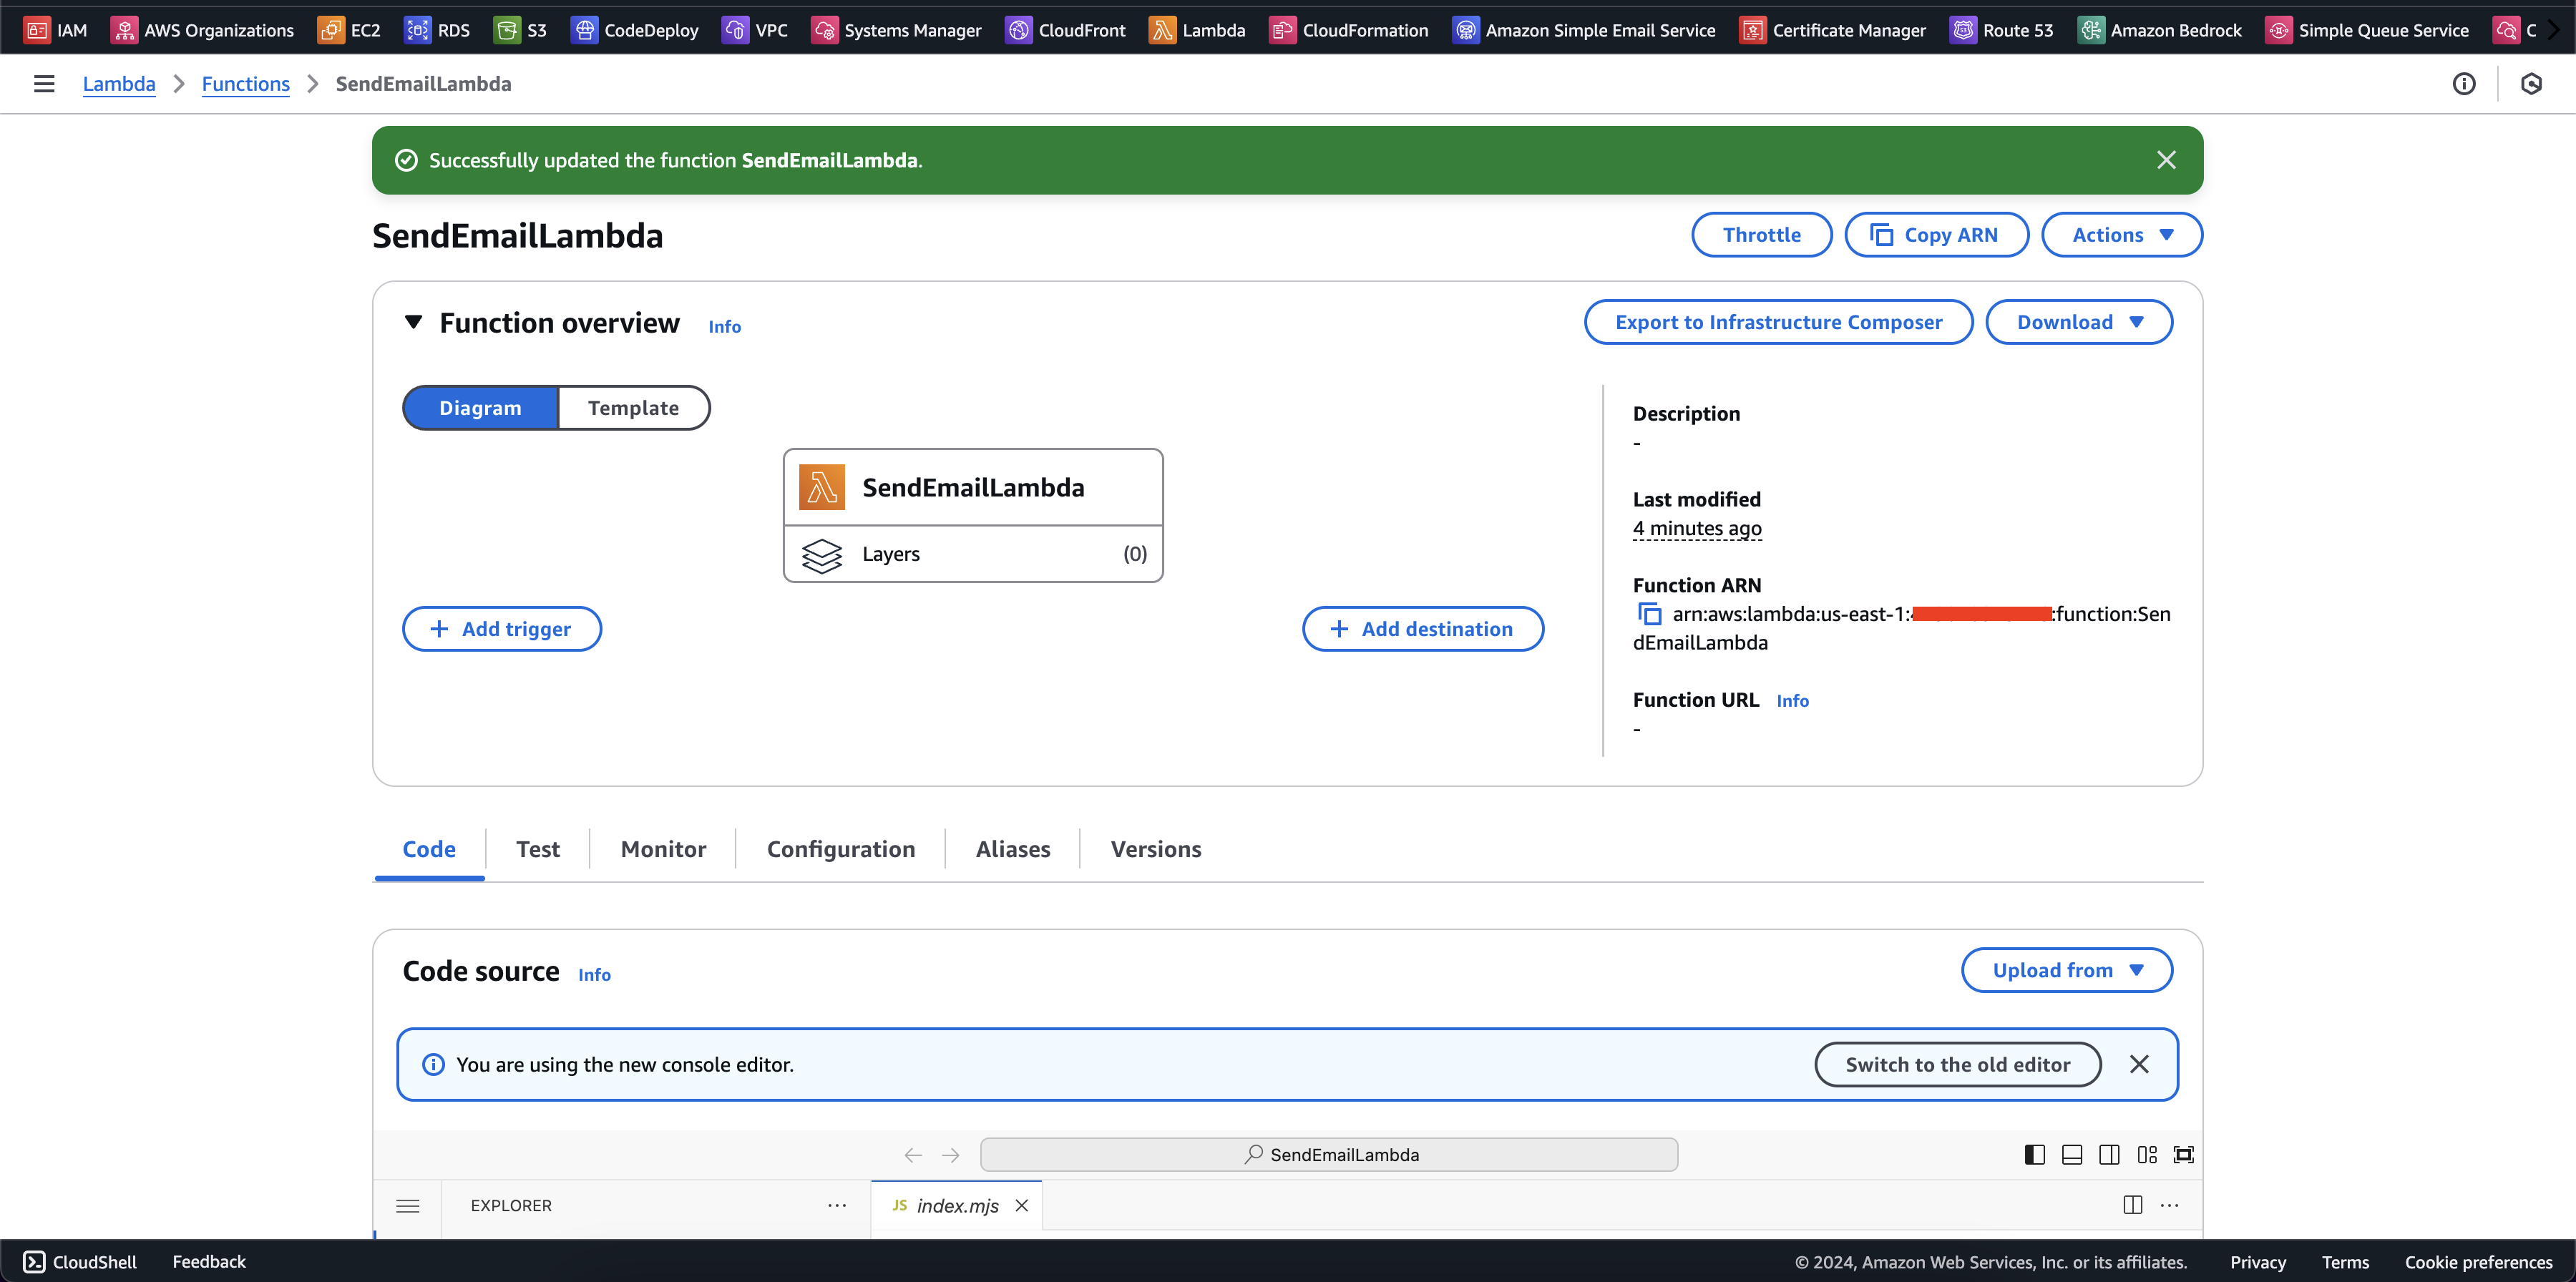 IAM AWS Organizations EC2 RDS S3 CodeDeploy VPC Systems Manager CloudFront Lambda CloudFormation Amazon Simple Email Service Certificate Manager Route 53 Amazon Bedrock Simple Queue Service C
Lambda Functions SendEmailLambda
Successfully updated the function SendEmailLambda.
SendEmailLambda
Throttle Copy ARN Actions
Function overview Info
Export to Infrastructure Composer Download
Diagram Template
SendEmailLambda
Layers (0)
+ Add trigger
+ Add destination
Description
-
Last modified
4 minutes ago
Function ARN
arn:aws:lambda:us-east-1: :function:Sen
dEmailLambda
Function URL Info
-
Code Test Monitor Configuration Aliases Versions
Code source Info
Upload from
You are using the new console editor.
Switch to the old editor
SendEmailLambda
EXPLORER ...
JS index.mjs
...
CloudShell Feedback
© 2024, Amazon Web Services, Inc. or its affiliates. Privacy Terms Cookie preferences